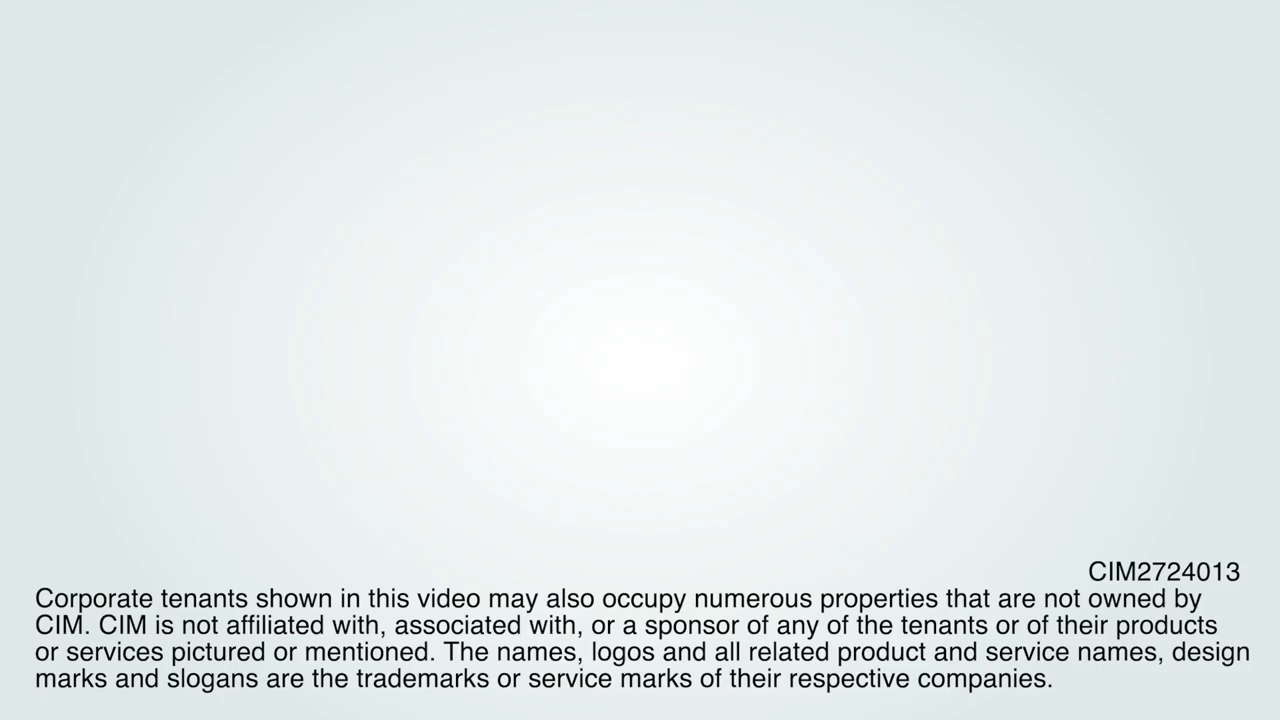 CIM2724013
Corporate tenants shown in this video may also occupy numerous properties that are not owned by
CIM. CIM is not affiliated with, associated with, or a sponsor of any of the tenants or of their products
or services pictured or mentioned. The names, logos and all related product and service names, design
marks and slogans are the trademarks or service marks of their respective companies.